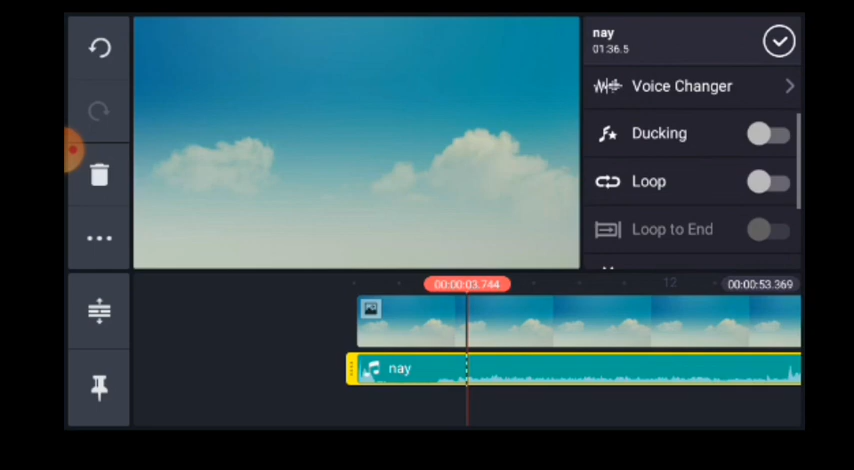 nay
01:36.5
Voice Changer
Ducking
Loop
Loop to End
00:00:03.744
12
00:00:53.369
nay